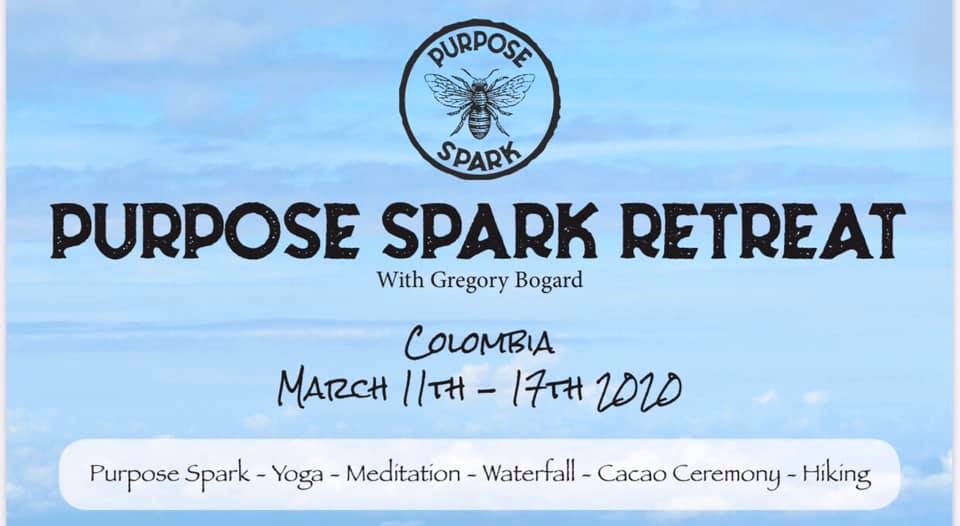 PURPOSE
SPARK
PURPOSE SPARK RETREAT
With Gregory Bogard
COLOMBIA
MARCH 11TH - 17TH 2020
Purpose Spark - Yoga - Meditation - Waterfall - Cacao Ceremony - Hiking